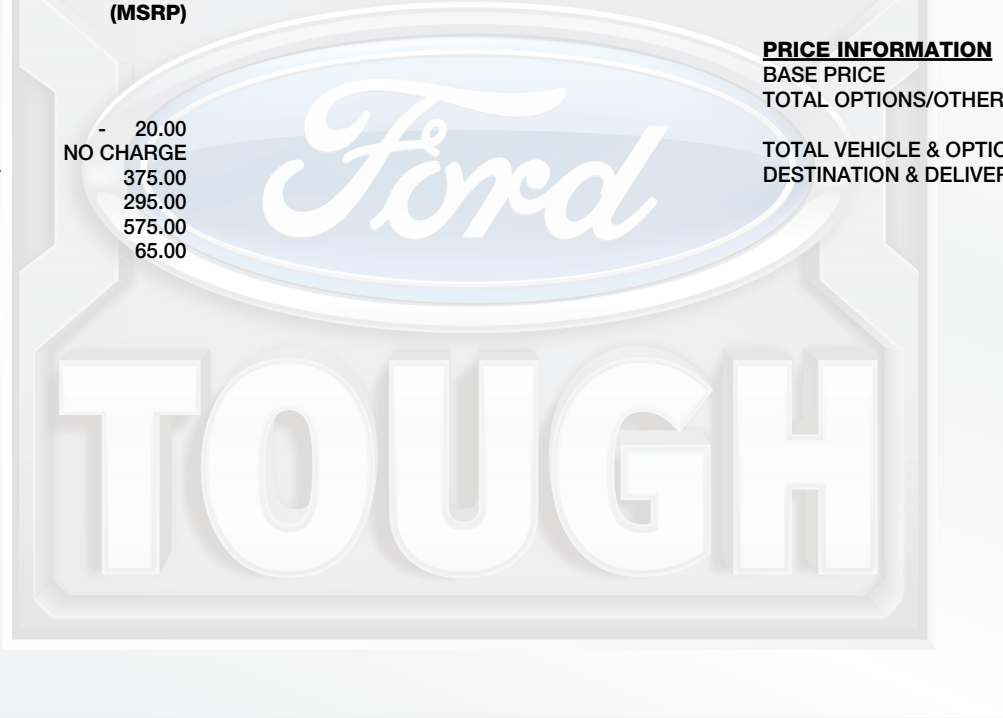 (MSRP)
- 20.00
NO CHARGE
375.00
295.00
575.00
65.00
PRICE INFORMATION
BASE PRICE
TOTAL OPTIONS/OTHER
TOTAL VEHICLE & OPTIO
DESTINATION & DELIVER
Ford
TOUGH